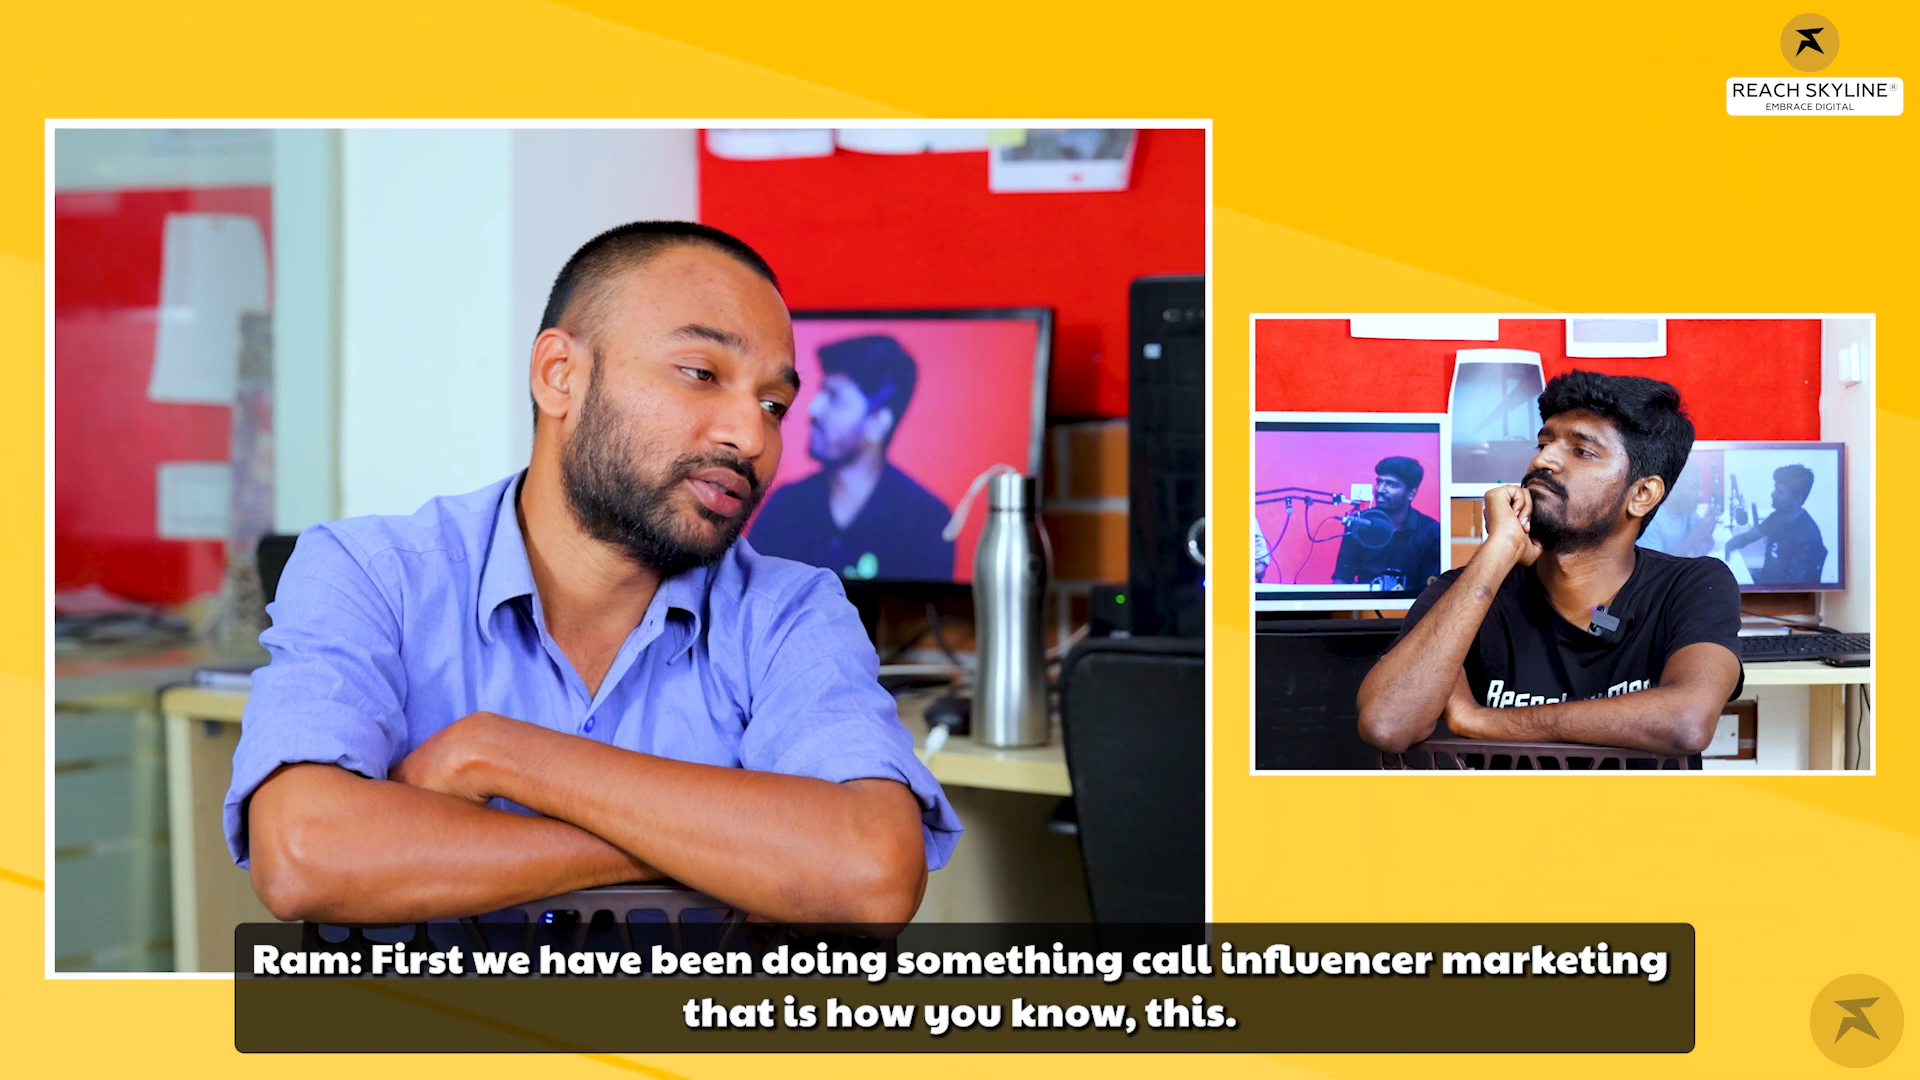 REACH SKYLINE®
EMBRACE DIGITAL
Ram: First we have been doing something call influencer marketing
that is how you know, this.